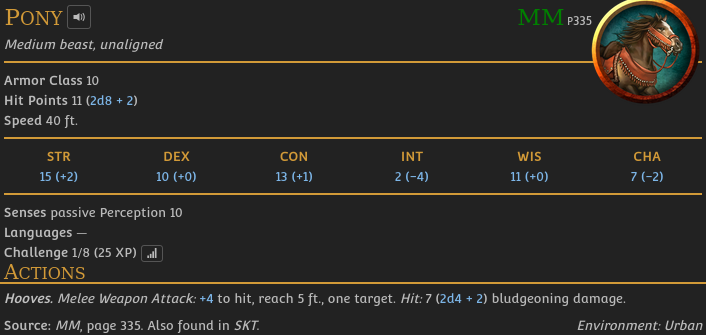 PONY
MM P335
Medium beast, unaligned
Armor Class 10
Hit Points 11 (2d8 + 2)
Speed 40 ft.
STR DEX CON INT WIS CHA
15 (+2) 10 (+0) 13 (+1) 2 (−4) 11 (+0) 7 (−2)
Senses passive Perception 10
Languages —
Challenge 1/8 (25 XP)
ACTIONS
Hooves. Melee Weapon Attack: +4 to hit, reach 5 ft., one target. Hit: 7 (2d4 + 2) bludgeoning damage.
Source: MM, page 335. Also found in SKT. Environment: Urban